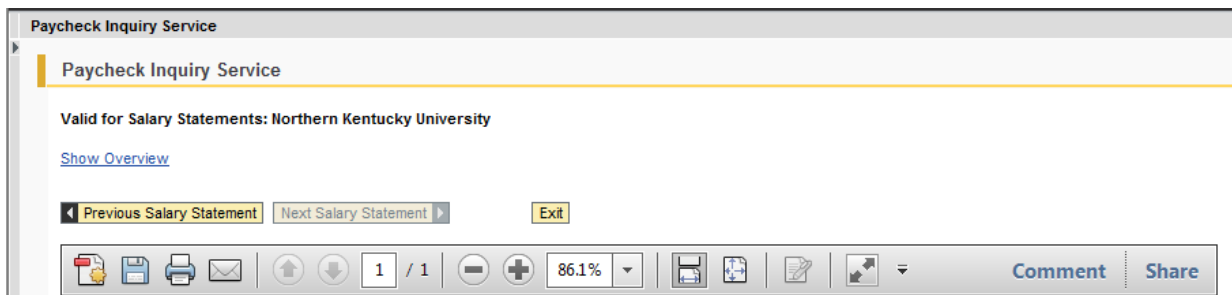 Paycheck Inquiry Service
Paycheck Inquiry Service
Valid for Salary Statements: Northern Kentucky University
Show Overview
Previous Salary Statement Next Salary Statement Exit
1 / 1 86.1% Comment Share